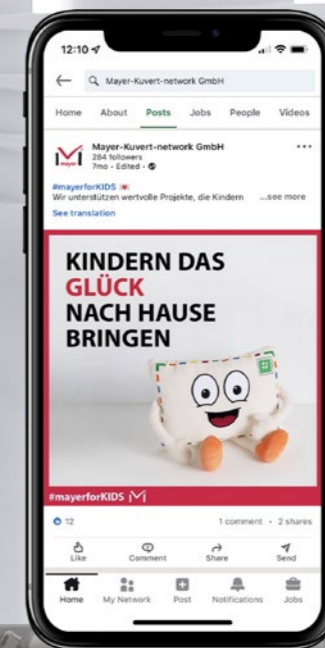 12:10
Mayer-Kuvert-network GmbH
Home About Posts Jobs People Videos
mayer
Mayer-Kuvert-network GmbH
284 followers
7mo • Edited •
#mayerforKIDS
Wir unterstützen wertvolle Projekte, die Kindern ...see more
See translation
KINDERN DAS
GLÜCK
NACH HAUSE
BRINGEN
#mayerforKIDS
12 1 comment • 2 shares
Like Comment Share Send
Home My Network Post Notifications Jobs